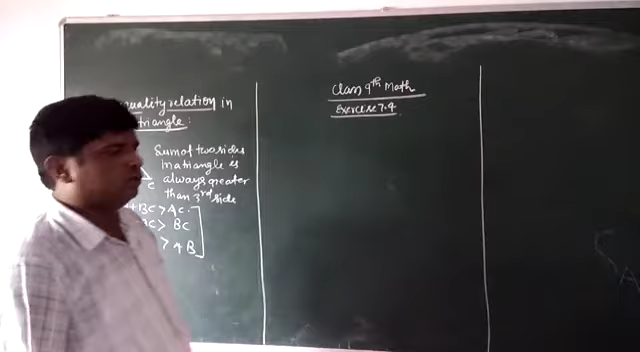 uality relation in
triangle:
Sum of two sides
in a triangle is
always greater
than 3rd side
C
+ BC > AC
C > BC
> AB
Class 9th Math
Exercise 7.4